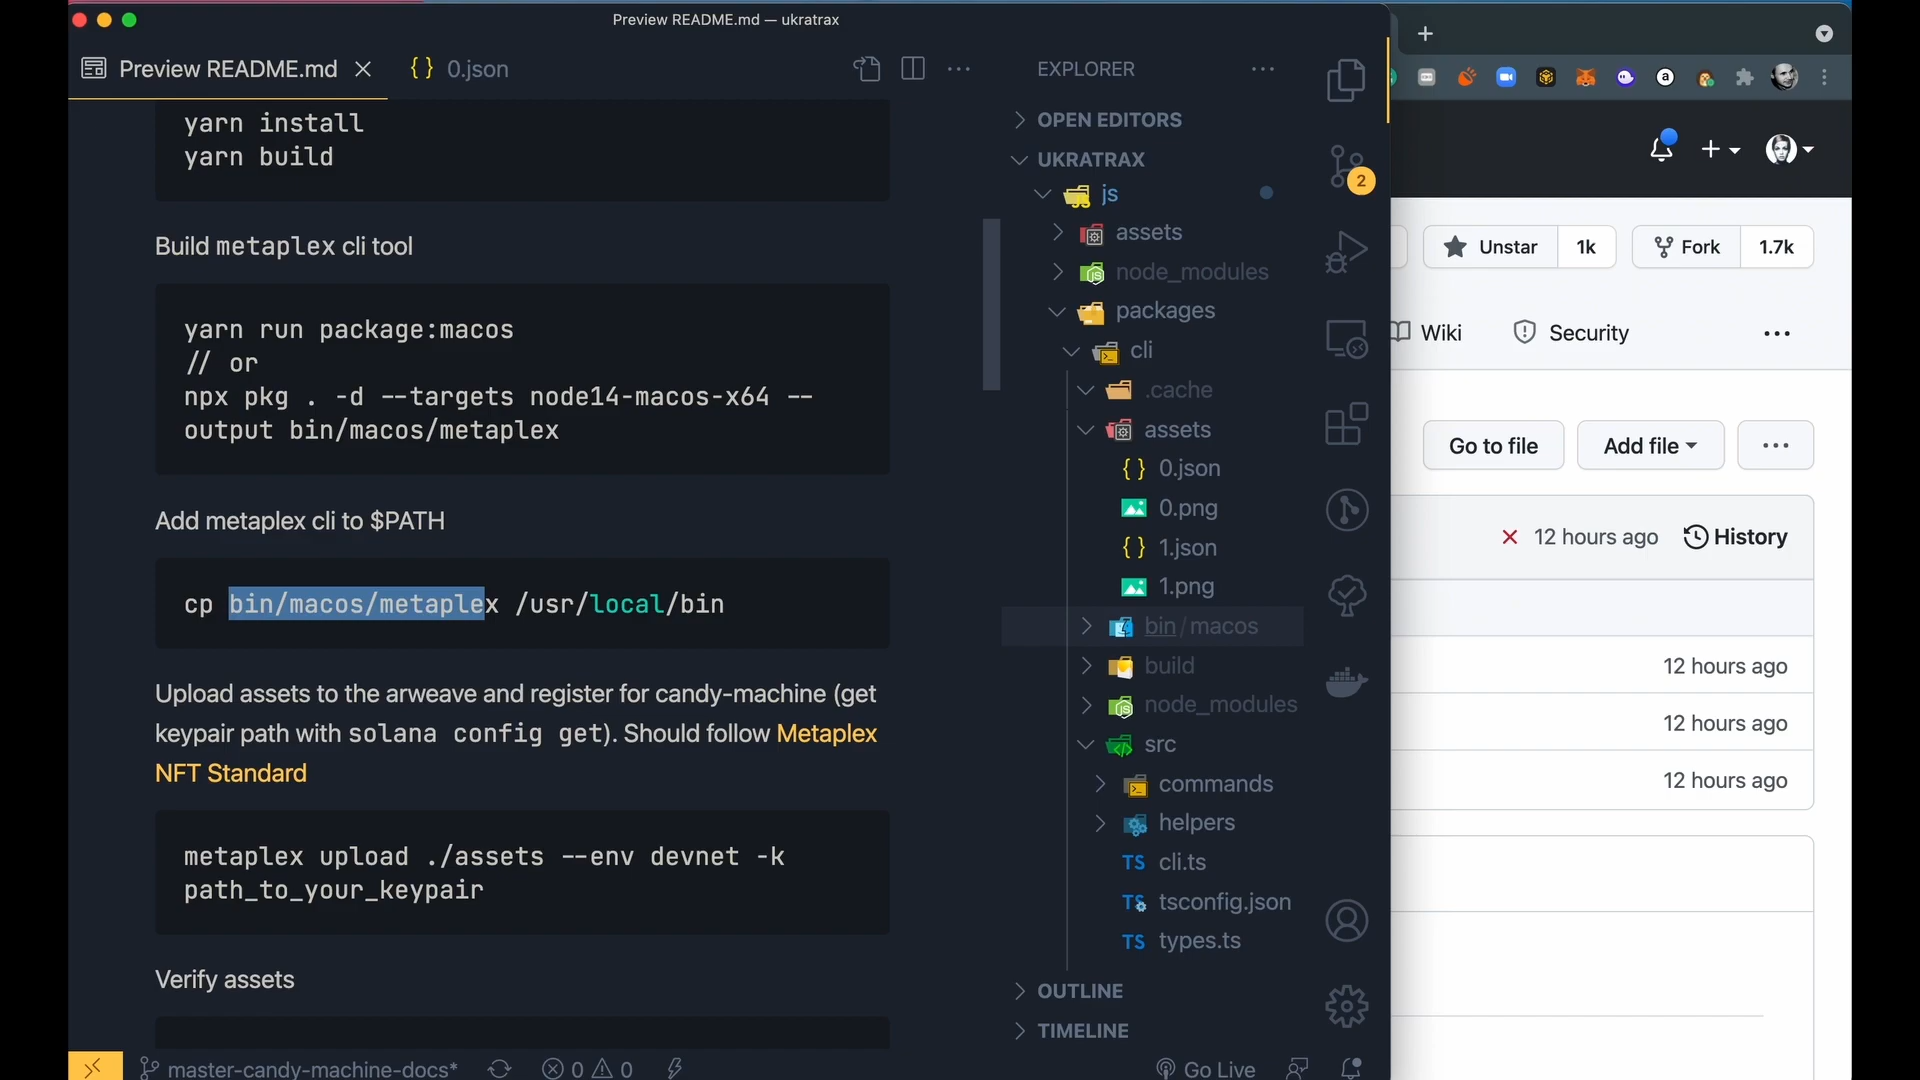 Preview README.md — ukratrax
Preview README.md
{ } 0.json
yarn install
yarn build
Build metaplex cli tool
yarn run package:macos
// or
npx pkg . -d --targets node14-macos-x64 --
output bin/macos/metaplex
Add metaplex cli to $PATH
cp bin/macos/metaplex /usr/local/bin
Upload assets to the arweave and register for candy-machine (get
keypair path with solana config get). Should follow Metaplex
NFT Standard
metaplex upload ./assets --env devnet -k
path_to_your_keypair
Verify assets
master-candy-machine-docs*
0
0
Go Live
EXPLORER
OPEN EDITORS
UKRATRAX
js
assets
node_modules
packages
cli
.cache
assets
{ } 0.json
0.png
{ } 1.json
1.png
bin / macos
build
node_modules
src
commands
helpers
TS cli.ts
TS tsconfig.json
TS types.ts
OUTLINE
TIMELINE
2
Unstar 1k
Fork 1.7k
Wiki
Security
Go to file
Add file
12 hours ago
History
12 hours ago
12 hours ago
12 hours ago